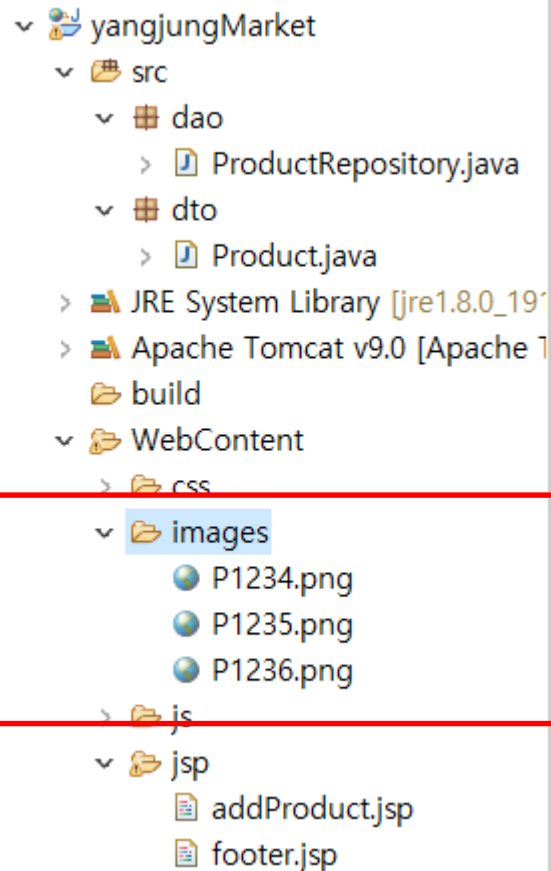 yangjungMarket
src
dao
ProductRepository.java
dto
Product.java
JRE System Library [jre1.8.0_191
Apache Tomcat v9.0 [Apache T
build
WebContent
css
images
P1234.png
P1235.png
P1236.png
js
jsp
addProduct.jsp
footer.jsp